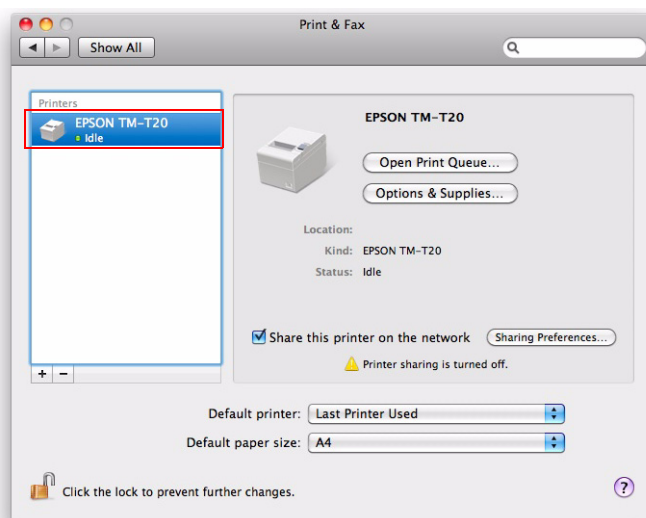 Print & Fax
Show All
Printers
EPSON TM-T20
Idle
EPSON TM-T20
Open Print Queue...
Options & Supplies...
Location:
Kind: EPSON TM-T20
Status: Idle
Share this printer on the network Sharing Preferences...
Printer sharing is turned off.
+ −
Default printer: Last Printer Used
Default paper size: A4
Click the lock to prevent further changes. ?